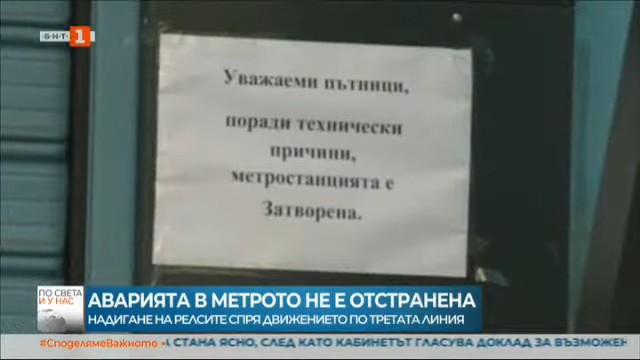 БНТ 1
Уважаеми пътници,
поради технически
причини,
метростанцията е
Затворена.
ПО СВЕТА
И У НАС
АВАРИЯТА В МЕТРОТО НЕ Е ОТСТРАНЕНА
НАДИГАНЕ НА РЕЛСИТЕ СПРЯ ДВИЖЕНИЕТО ПО ТРЕТАТА ЛИНИЯ
#СподелямеВажното
А СТАНА ЯСНО, СЛЕД КАТО КАБИНЕТЪТ ГЛАСУВА ДОКЛАД ЗА ВЪЗМОЖЕН